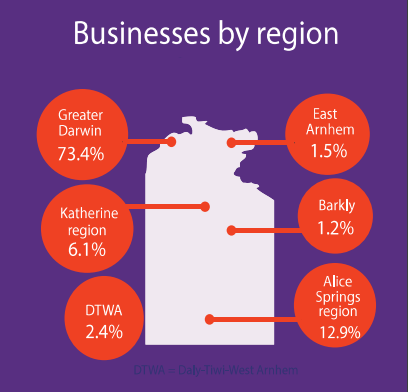 Businesses by region
Greater
Darwin
73.4%
East
Arnhem
1.5%
Katherine
region
6.1%
Barkly
1.2%
DTWA
2.4%
Alice
Springs
region
12.9%
DTWA = Daly-Tiwi-West Arnhem